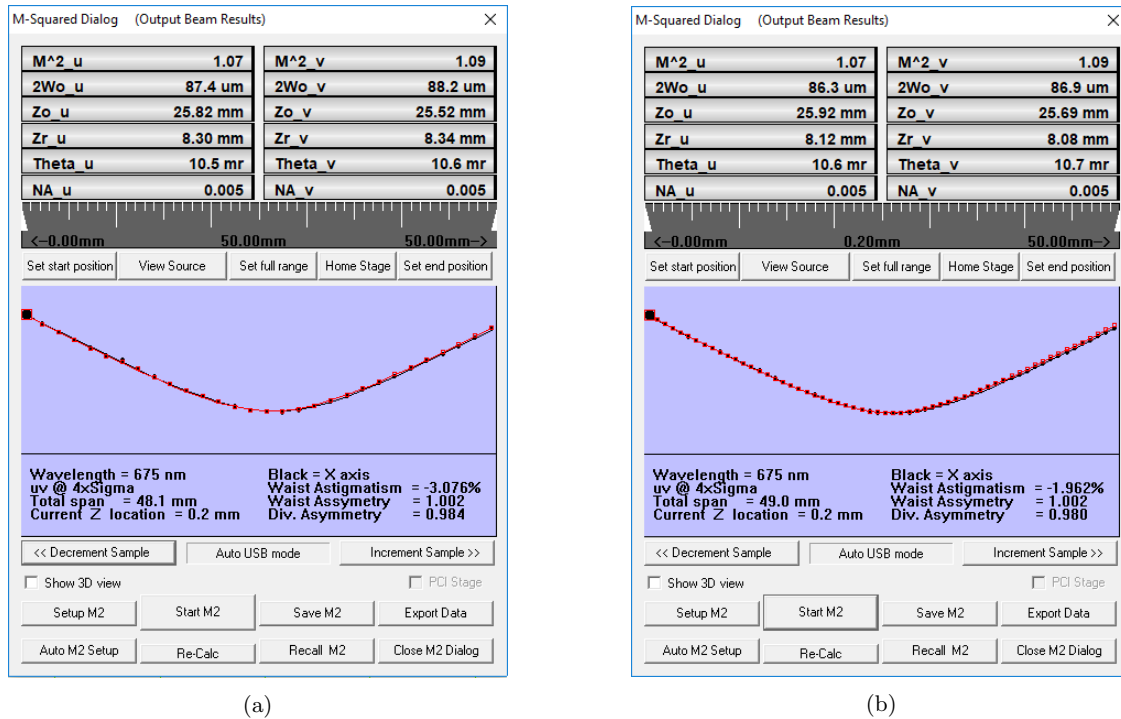 M-Squared Dialog (Output Beam Results)
M^2_u 1.07 M^2_v 1.09
2Wo_u 87.4 um 2Wo_v 88.2 um
Zo_u 25.82 mm Zo_v 25.52 mm
Zr_u 8.30 mm Zr_v 8.34 mm
Theta_u 10.5 mr Theta_v 10.6 mr
NA_u 0.005 NA_v 0.005
<-0.00mm 50.00mm 50.00mm->
Set start position View Source Set full range Home Stage Set end position
Wavelength = 675 nm Black = X axis
uv @ 4xSigma Waist Astigmatism = -3.076%
Total span = 48.1 mm Waist Assymetry = 1.002
Current Z location = 0.2 mm Div. Asymmetry = 0.984
<< Decrement Sample Auto USB mode Increment Sample >>
Show 3D view PCI Stage
Setup M2 Start M2 Save M2 Export Data
Auto M2 Setup Re-Calc Recall M2 Close M2 Dialog
(a)
M-Squared Dialog (Output Beam Results)
M^2_u 1.07 M^2_v 1.09
2Wo_u 86.3 um 2Wo_v 86.9 um
Zo_u 25.92 mm Zo_v 25.69 mm
Zr_u 8.12 mm Zr_v 8.08 mm
Theta_u 10.6 mr Theta_v 10.7 mr
NA_u 0.005 NA_v 0.005
<-0.00mm 0.20mm 50.00mm->
Set start position View Source Set full range Home Stage Set end position
Wavelength = 675 nm Black = X axis
uv @ 4xSigma Waist Astigmatism = -1.962%
Total span = 49.0 mm Waist Assymetry = 1.002
Current Z location = 0.2 mm Div. Asymmetry = 0.980
<< Decrement Sample Auto USB mode Increment Sample >>
Show 3D view PCI Stage
Setup M2 Start M2 Save M2 Export Data
Auto M2 Setup Re-Calc Recall M2 Close M2 Dialog
(b)